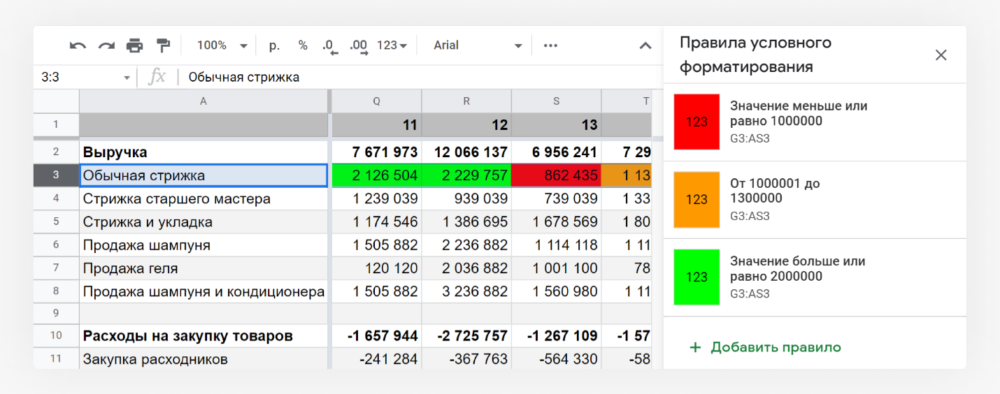 100% р. % .0 .00 123 Arial
Правила условного
форматирования
3:3 fx Обычная стрижка
A Q R S T
1 11 12 13
2 Выручка 7 671 973 12 066 137 6 956 241 7 29
3 Обычная стрижка 2 126 504 2 229 757 862 435 1 13
4 Стрижка старшего мастера 1 239 039 939 039 739 039 1 33
5 Стрижка и укладка 1 174 546 1 386 695 1 678 569 1 80
6 Продажа шампуня 1 505 882 2 236 882 1 114 118 1 11
7 Продажа геля 120 120 2 036 882 1 001 100 78
8 Продажа шампуня и кондиционера 1 505 882 3 236 882 1 560 980 1 11
9
10 Расходы на закупку товаров -1 657 944 -2 725 757 -1 267 109 -1 57
11 Закупка расходников -241 284 -367 763 -564 330 -58
123
Значение меньше или
равно 1000000
G3:AS3
123
От 1000001 до
1300000
G3:AS3
123
Значение больше или
равно 2000000
G3:AS3
+ Добавить правило